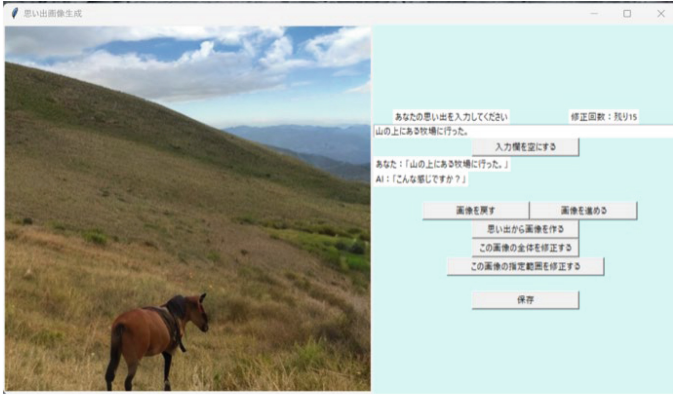 思い出画像生成
あなたの思い出を入力してください
修正回数：残り15
山の上にある牧場に行った。
入力欄を空にする
あなた：「山の上にある牧場に行った。」
AI：「こんな感じですか？」
画像を戻す
画像を進める
思い出から画像を作る
この画像の全体を修正する
この画像の指定範囲を修正する
保存